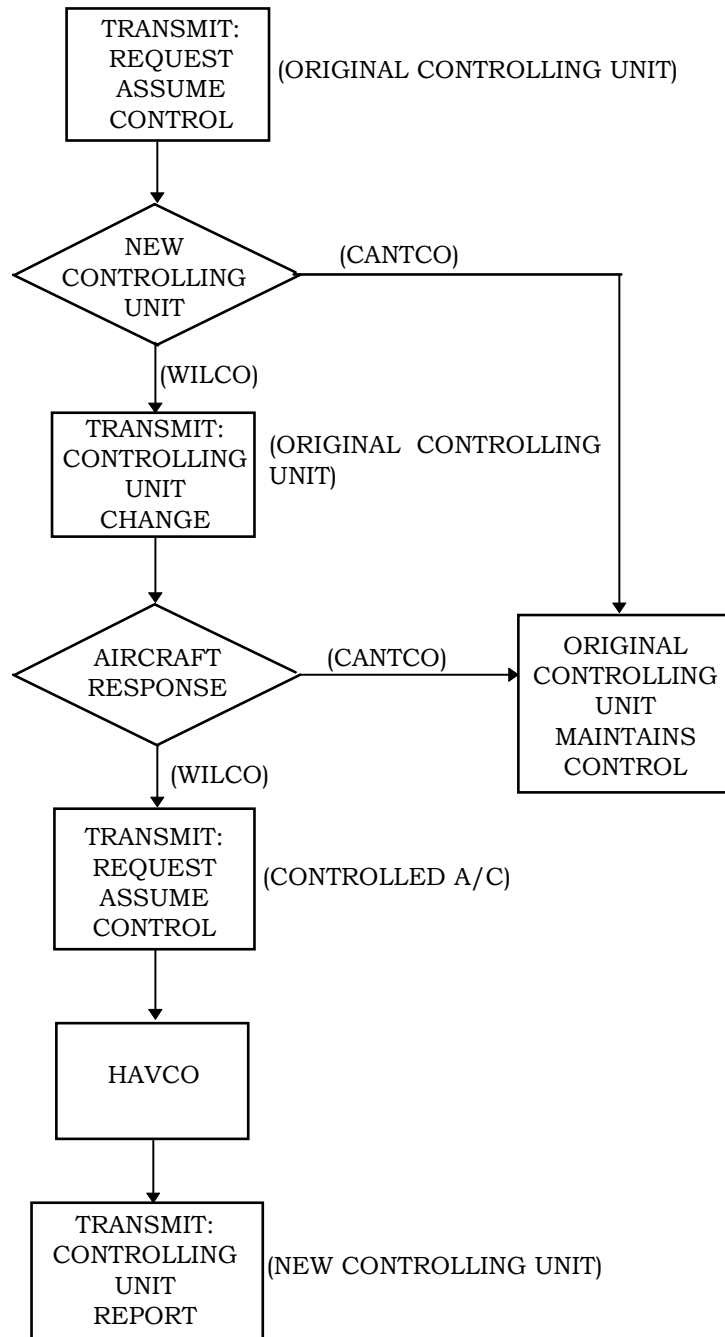 TRANSMIT:
REQUEST
ASSUME
CONTROL
(ORIGINAL CONTROLLING UNIT)
NEW
CONTROLLING
UNIT
(CANTCO)
(WILCO)
TRANSMIT:
CONTROLLING
UNIT
CHANGE
(ORIGINAL CONTROLLING
UNIT)
AIRCRAFT
RESPONSE
(CANTCO)
ORIGINAL
CONTROLLING
UNIT
MAINTAINS
CONTROL
(WILCO)
TRANSMIT:
REQUEST
ASSUME
CONTROL
(CONTROLLED A/C)
HAVCO
TRANSMIT:
CONTROLLING
UNIT
REPORT
(NEW CONTROLLING UNIT)